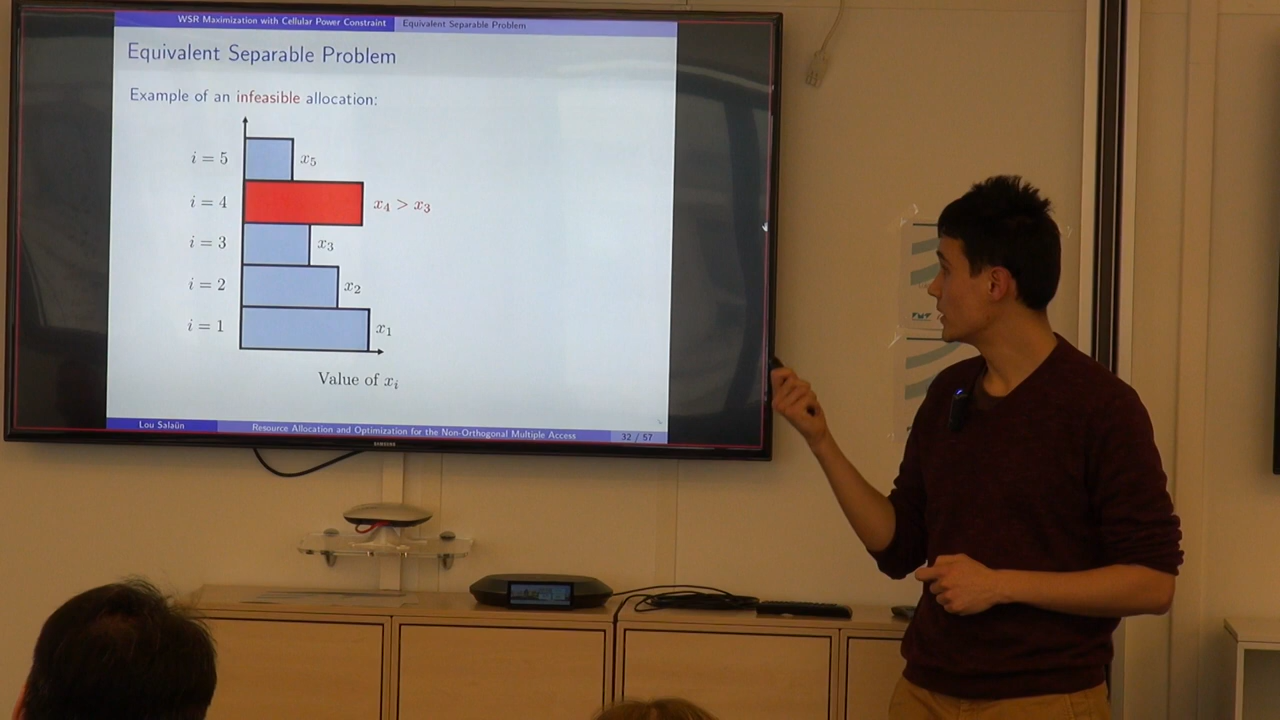 WSR Maximization with Cellular Power Constraint Equivalent Separable Problem
Equivalent Separable Problem
Example of an infeasible allocation:
i = 5 x₅
i = 4 x₄ > x₃
i = 3 x₃
i = 2 x₂
i = 1 x₁
Value of xᵢ
Lou Salaün Resource Allocation and Optimization for the Non-Orthogonal Multiple Access 32 / 57
SAMSUNG